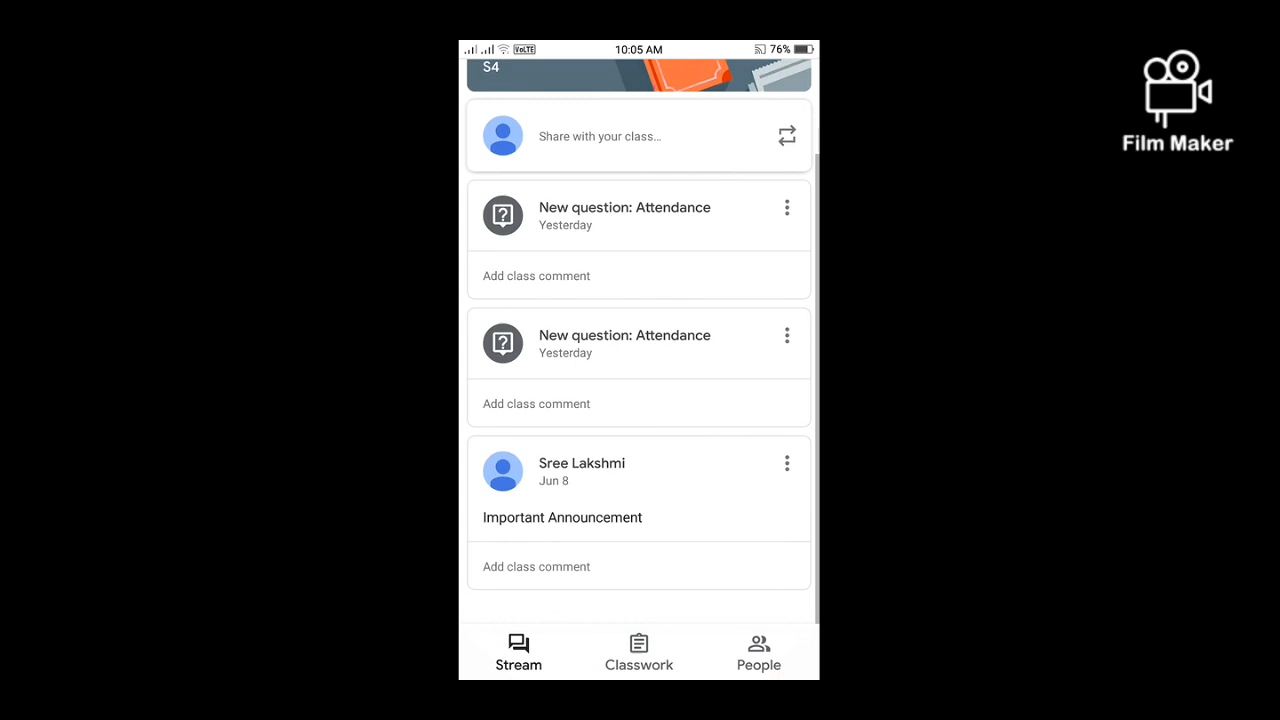 VoLTE
10:05 AM
76%
S4
Share with your class...
New question: Attendance
Yesterday
Add class comment
New question: Attendance
Yesterday
Add class comment
Sree Lakshmi
Jun 8
Important Announcement
Add class comment
Stream
Classwork
People
Film Maker